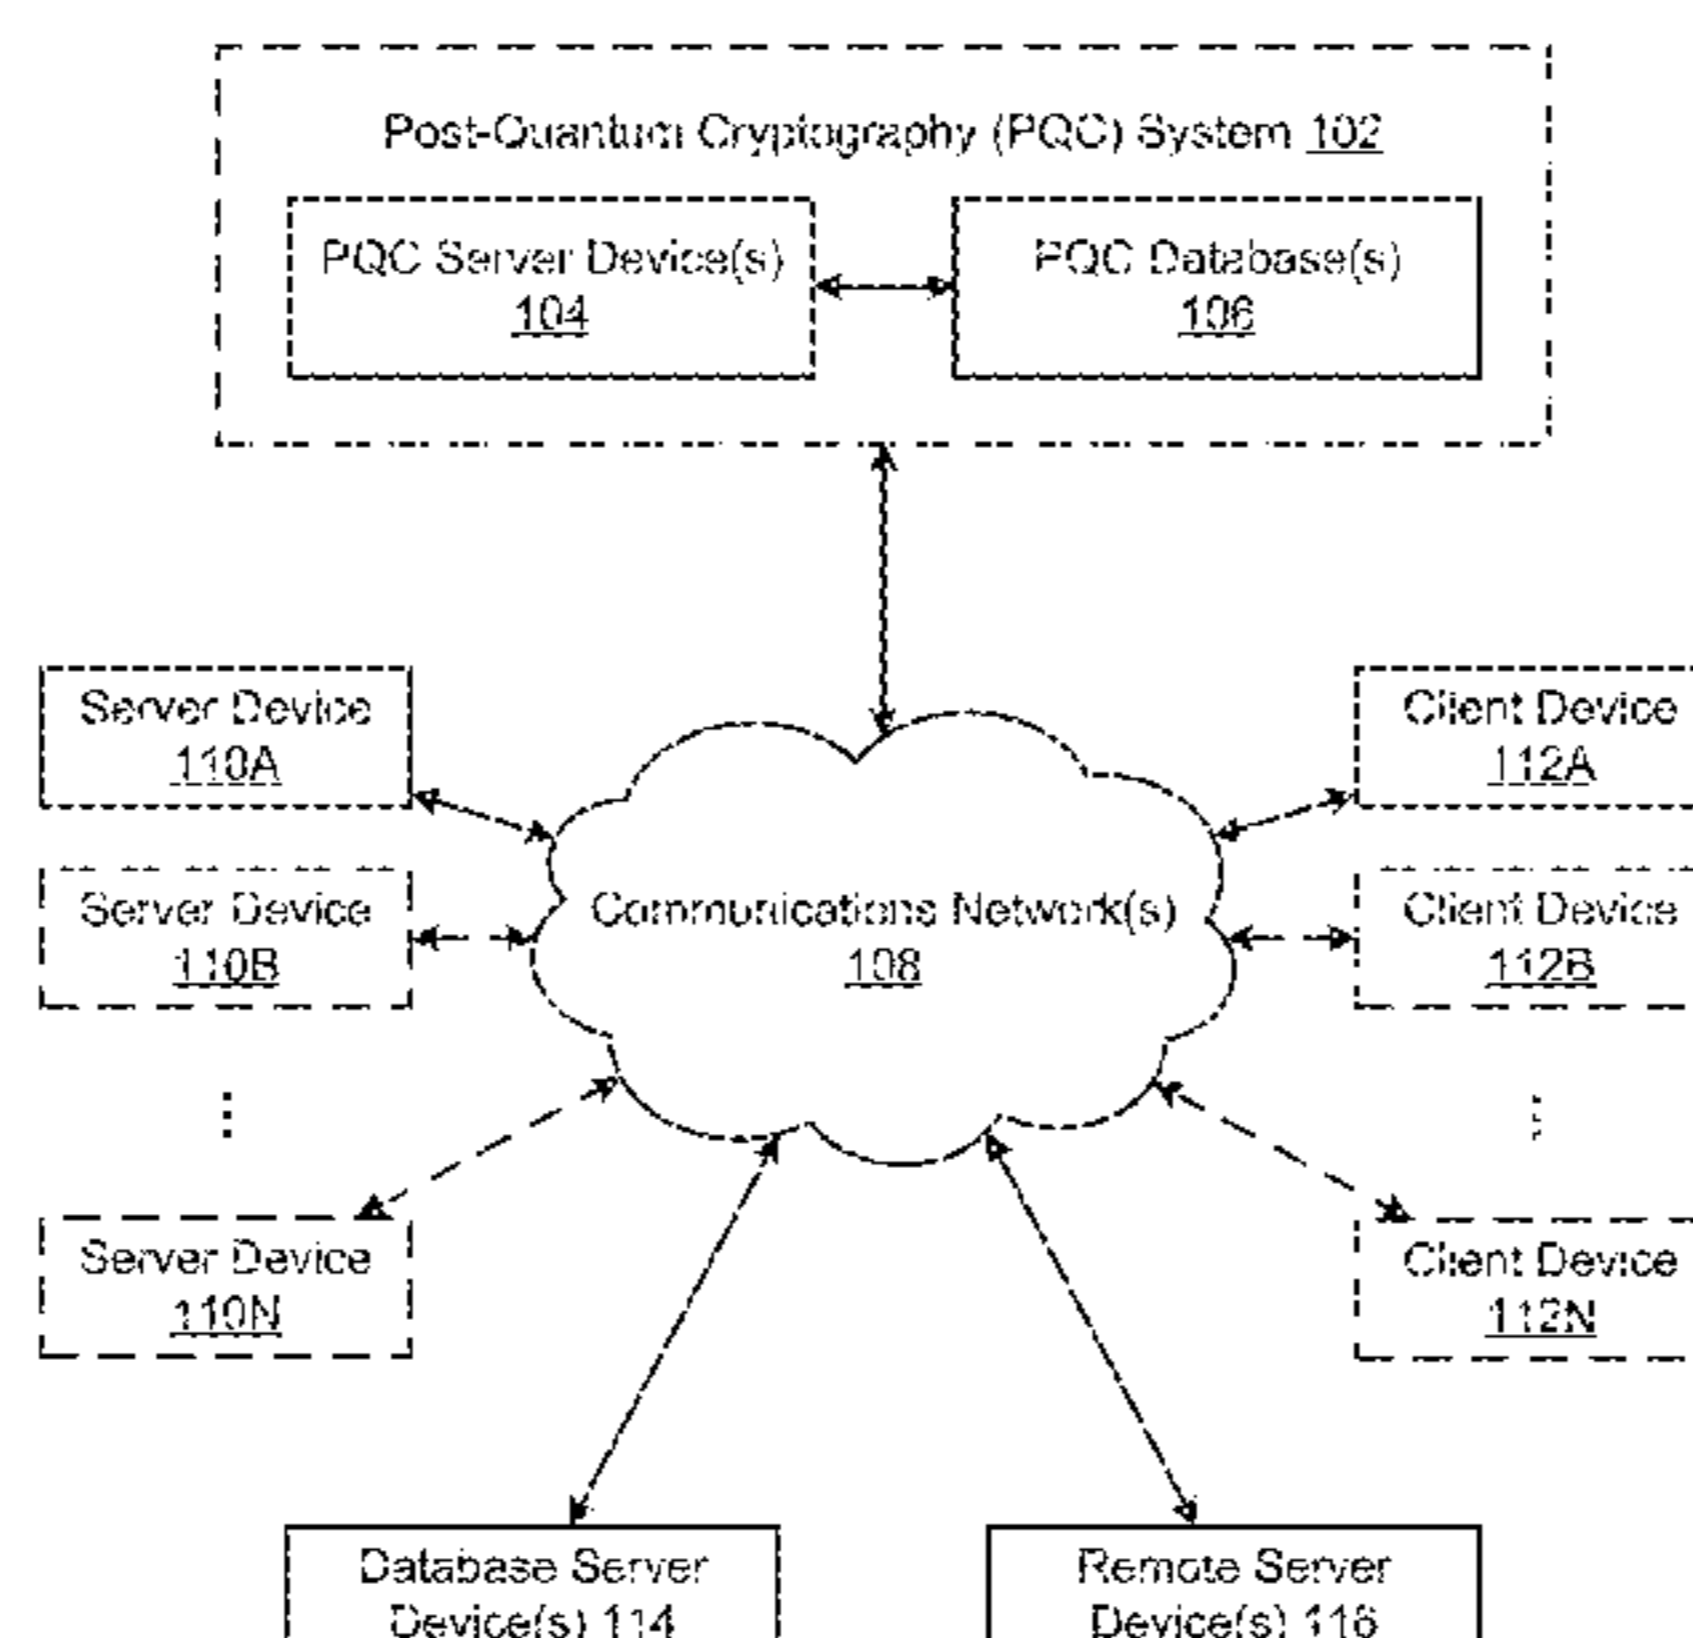 Post-Quantum Cryptography (PQC) System 102
PQC Server Device(s)
104
PQC Database(s)
106
Server Device
110A
Client Device
112A
Server Device
110B
Communications Network(s)
108
Client Device
112B
⋮
⋮
Server Device
110N
Client Device
112N
Database Server
Device(s) 114
Remote Server
Device(s) 116